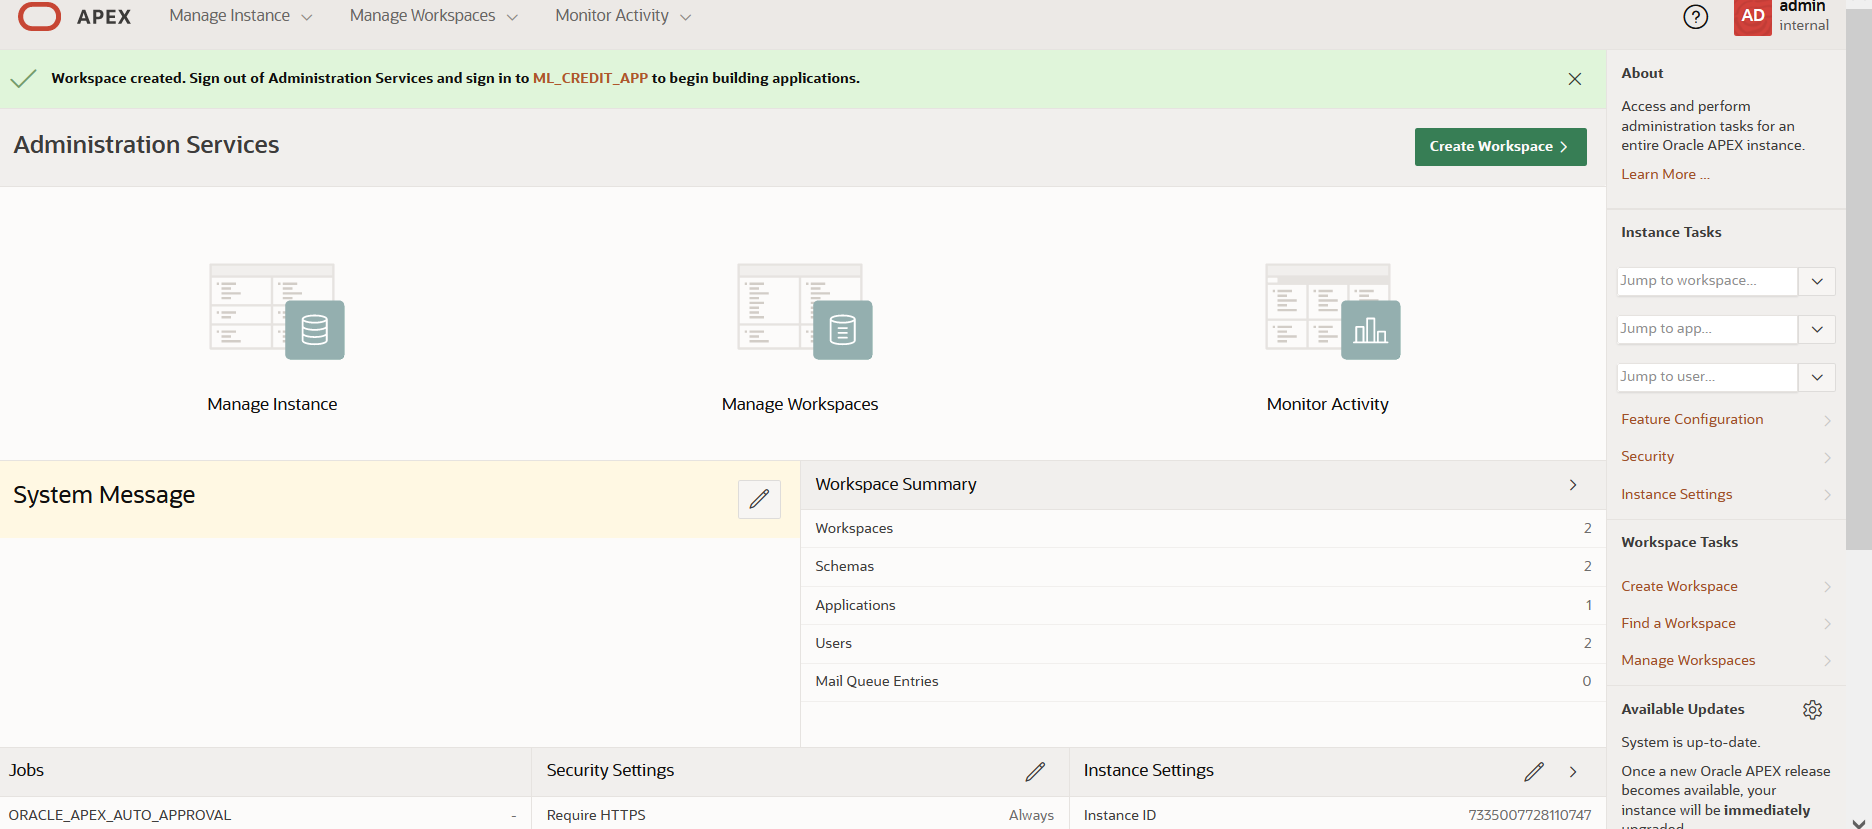 APEX
Manage Instance
Manage Workspaces
Monitor Activity
?
AD
admin
internal
Workspace created. Sign out of Administration Services and sign in to ML_CREDIT_APP to begin building applications.
Administration Services
Create Workspace
Manage Instance
Manage Workspaces
Monitor Activity
System Message
Workspace Summary
Workspaces 2
Schemas 2
Applications 1
Users 2
Mail Queue Entries 0
Jobs
ORACLE_APEX_AUTO_APPROVAL -
Security Settings
Require HTTPS Always
Instance Settings
Instance ID 7335007728110747
About
Access and perform
administration tasks for an
entire Oracle APEX instance.
Learn More ...
Instance Tasks
Jump to workspace...
Jump to app...
Jump to user...
Feature Configuration
Security
Instance Settings
Workspace Tasks
Create Workspace
Find a Workspace
Manage Workspaces
Available Updates
System is up-to-date.
Once a new Oracle APEX release
becomes available, your
instance will be immediately
upgraded